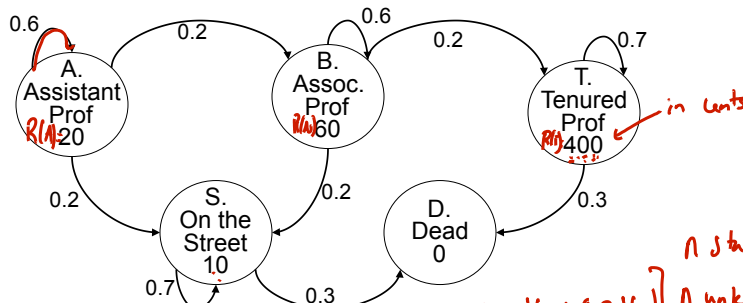 0.6
0.2
0.6
0.2
0.7
A.
Assistant
Prof
R(A)=20
B.
Assoc.
Prof
60
T.
Tenured
Prof
400
in cents
0.2
0.2
0.3
S.
On the
Street
10
D.
Dead
0
0.7
0.3